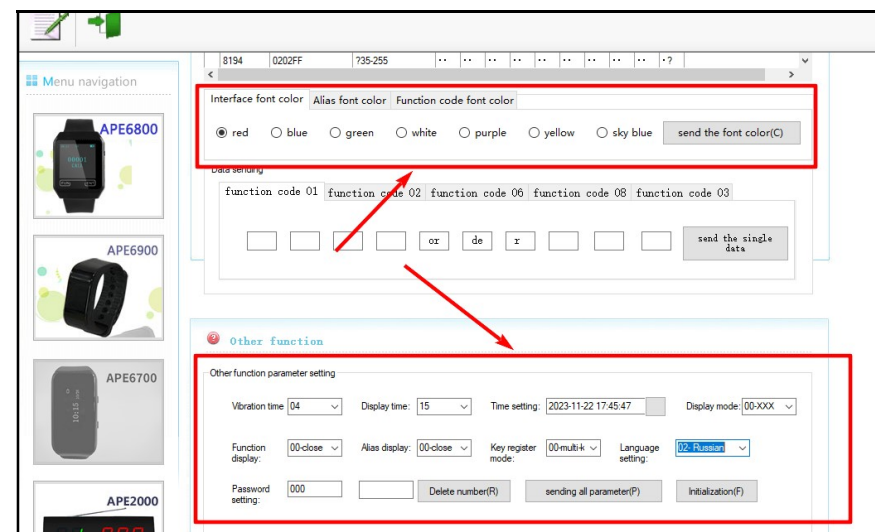 8194 0202FF ?35-255 .. .. .. .. .. .. .. .. .. .?
Menu navigation
Interface font color Alias font color Function code font color
APE6800
red blue green white purple yellow sky blue send the font color(C)
Data sending
function code 01 function code 02 function code 06 function code 08 function code 03
or de r send the single
data
APE6900
Other function
Other function parameter setting
APE6700
Vibration time 04 Display time: 15 Time setting: 2023-11-22 17:45:47 Display mode: 00-XXX
10:15
Function
display: 00-close Alias display: 00-close Key register
mode: 00-multi-k Language
setting: 02- Russian
Password
setting: 000 Delete number(R) sending all parameter(P) Initialization(F)
APE2000